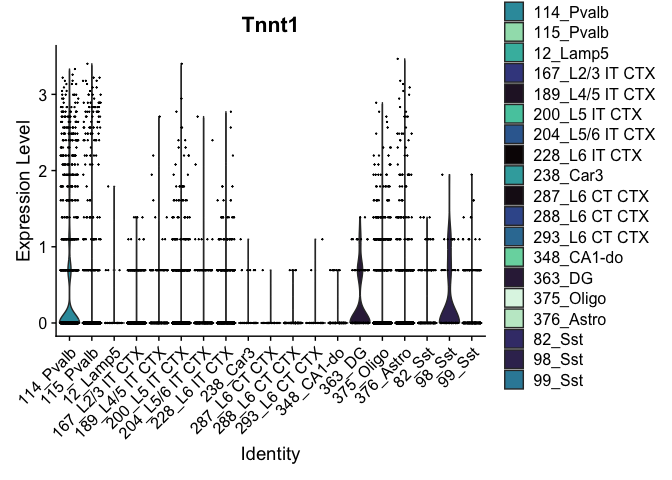 Tnnt1
Expression Level
3
2
1
0
114_Pvalb
115_Pvalb
12_Lamp5
167_L2/3 IT CTX
189_L4/5 IT CTX
200_L5 IT CTX
204_L5/6 IT CTX
228_L6 IT CTX
238_Car3
287_L6 CT CTX
288_L6 CT CTX
293_L6 CT CTX
348_CA1-do
363_DG
375_Oligo
376_Astro
82_Sst
98_Sst
99_Sst
Identity
114_Pvalb
115_Pvalb
12_Lamp5
167_L2/3 IT CTX
189_L4/5 IT CTX
200_L5 IT CTX
204_L5/6 IT CTX
228_L6 IT CTX
238_Car3
287_L6 CT CTX
288_L6 CT CTX
293_L6 CT CTX
348_CA1-do
363_DG
375_Oligo
376_Astro
82_Sst
98_Sst
99_Sst